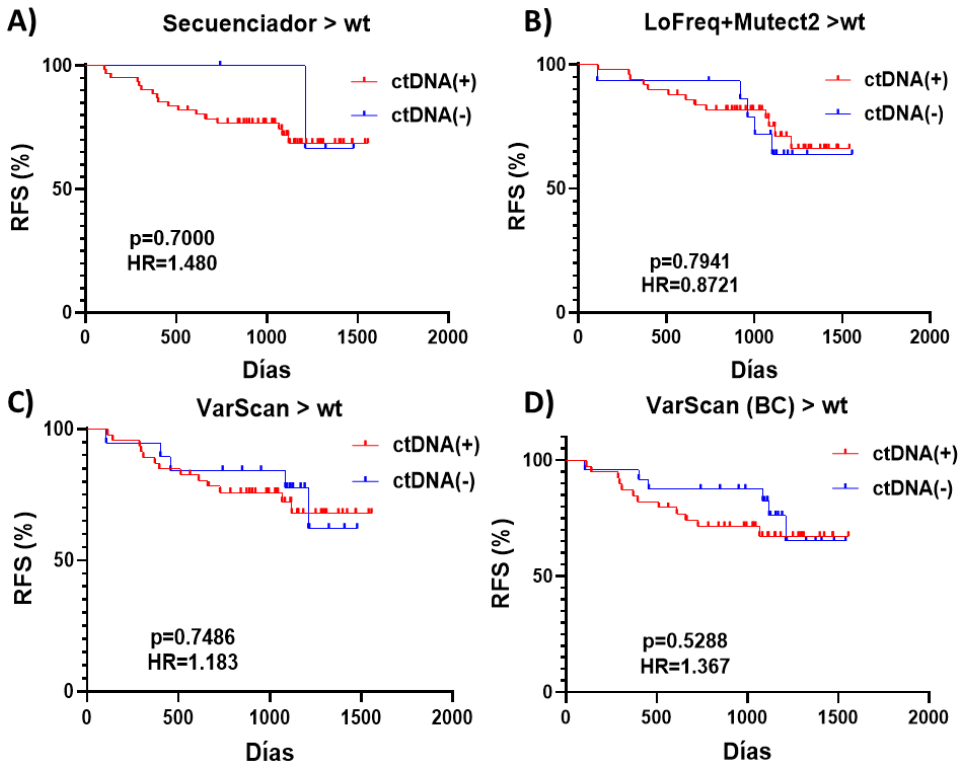 A)
Secuenciador > wt
RFS (%)
100
50
0
ctDNA(+)
ctDNA(-)
p=0.7000
HR=1.480
0 500 1000 1500 2000
Días
B)
LoFreq+Mutect2 >wt
RFS (%)
100
50
0
ctDNA(+)
ctDNA(-)
p=0.7941
HR=0.8721
0 500 1000 1500 2000
Días
C)
VarScan > wt
RFS (%)
100
50
0
ctDNA(+)
ctDNA(-)
p=0.7486
HR=1.183
0 500 1000 1500 2000
Días
D)
VarScan (BC) > wt
RFS (%)
100
50
0
ctDNA(+)
ctDNA(-)
p=0.5288
HR=1.367
0 500 1000 1500 2000
Días